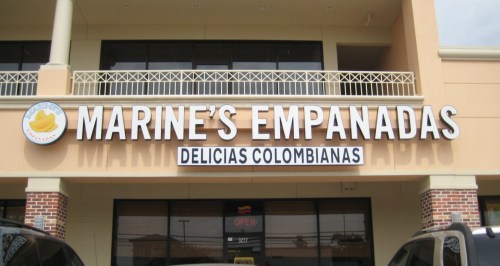 MARINE'S EMPANADAS
DELICIAS COLOMBIANAS
OPEN